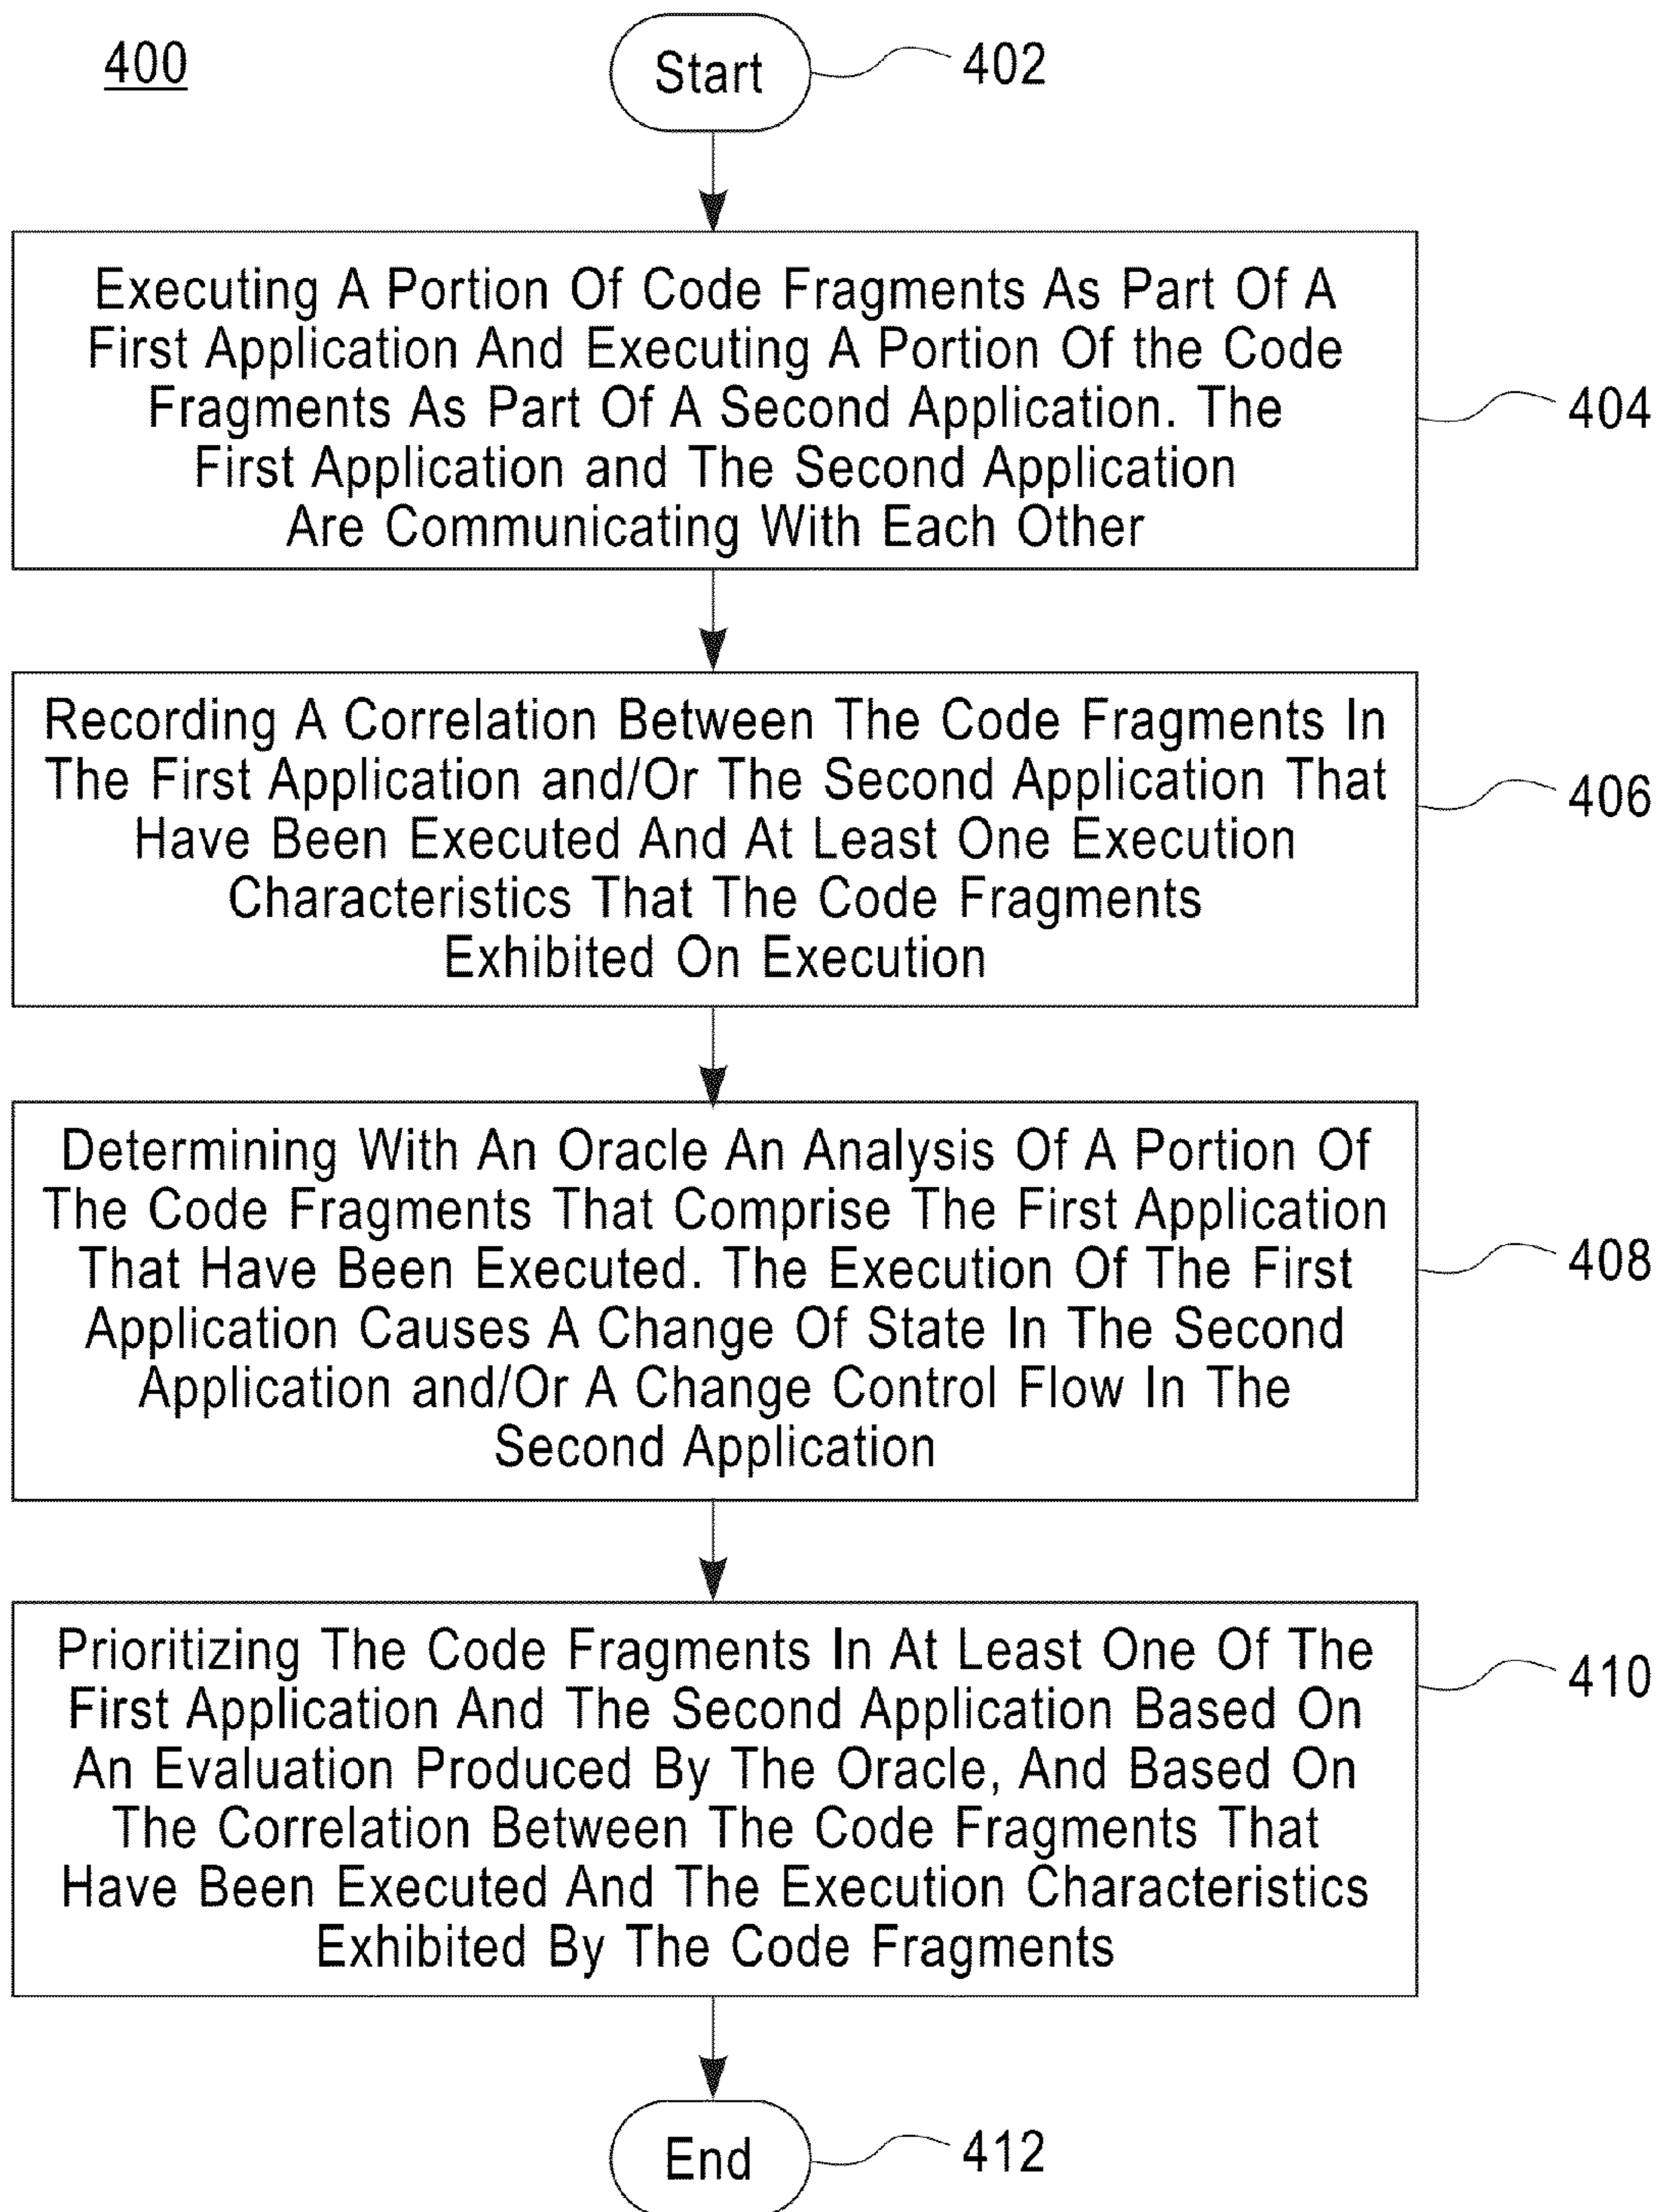 400
Start
402
Executing A Portion Of Code Fragments As Part Of A
First Application And Executing A Portion Of the Code
Fragments As Part Of A Second Application. The
First Application and The Second Application
Are Communicating With Each Other
404
Recording A Correlation Between The Code Fragments In
The First Application and/Or The Second Application That
Have Been Executed And At Least One Execution
Characteristics That The Code Fragments
Exhibited On Execution
406
Determining With An Oracle An Analysis Of A Portion Of
The Code Fragments That Comprise The First Application
That Have Been Executed. The Execution Of The First
Application Causes A Change Of State In The Second
Application and/Or A Change Control Flow In The
Second Application
408
Prioritizing The Code Fragments In At Least One Of The
First Application And The Second Application Based On
An Evaluation Produced By The Oracle, And Based On
The Correlation Between The Code Fragments That
Have Been Executed And The Execution Characteristics
Exhibited By The Code Fragments
410
End
412